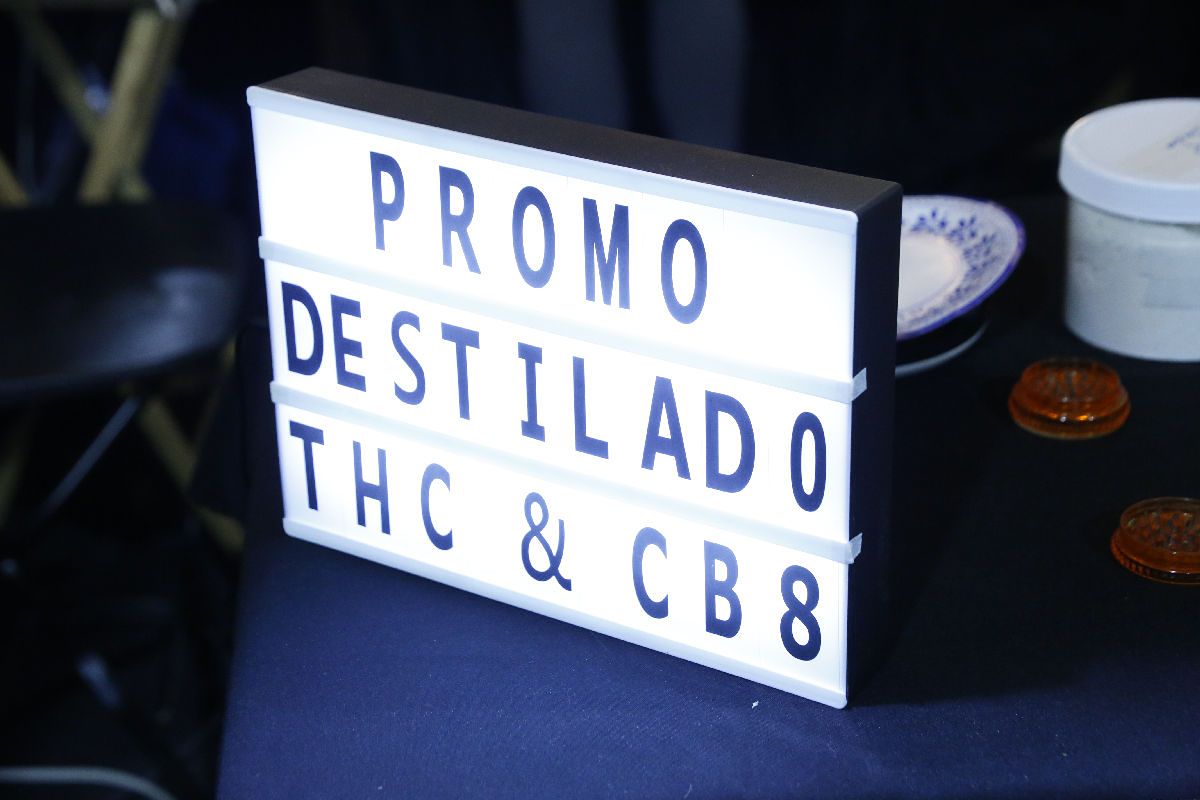 PROMO
DESTILADO
THC & CB8